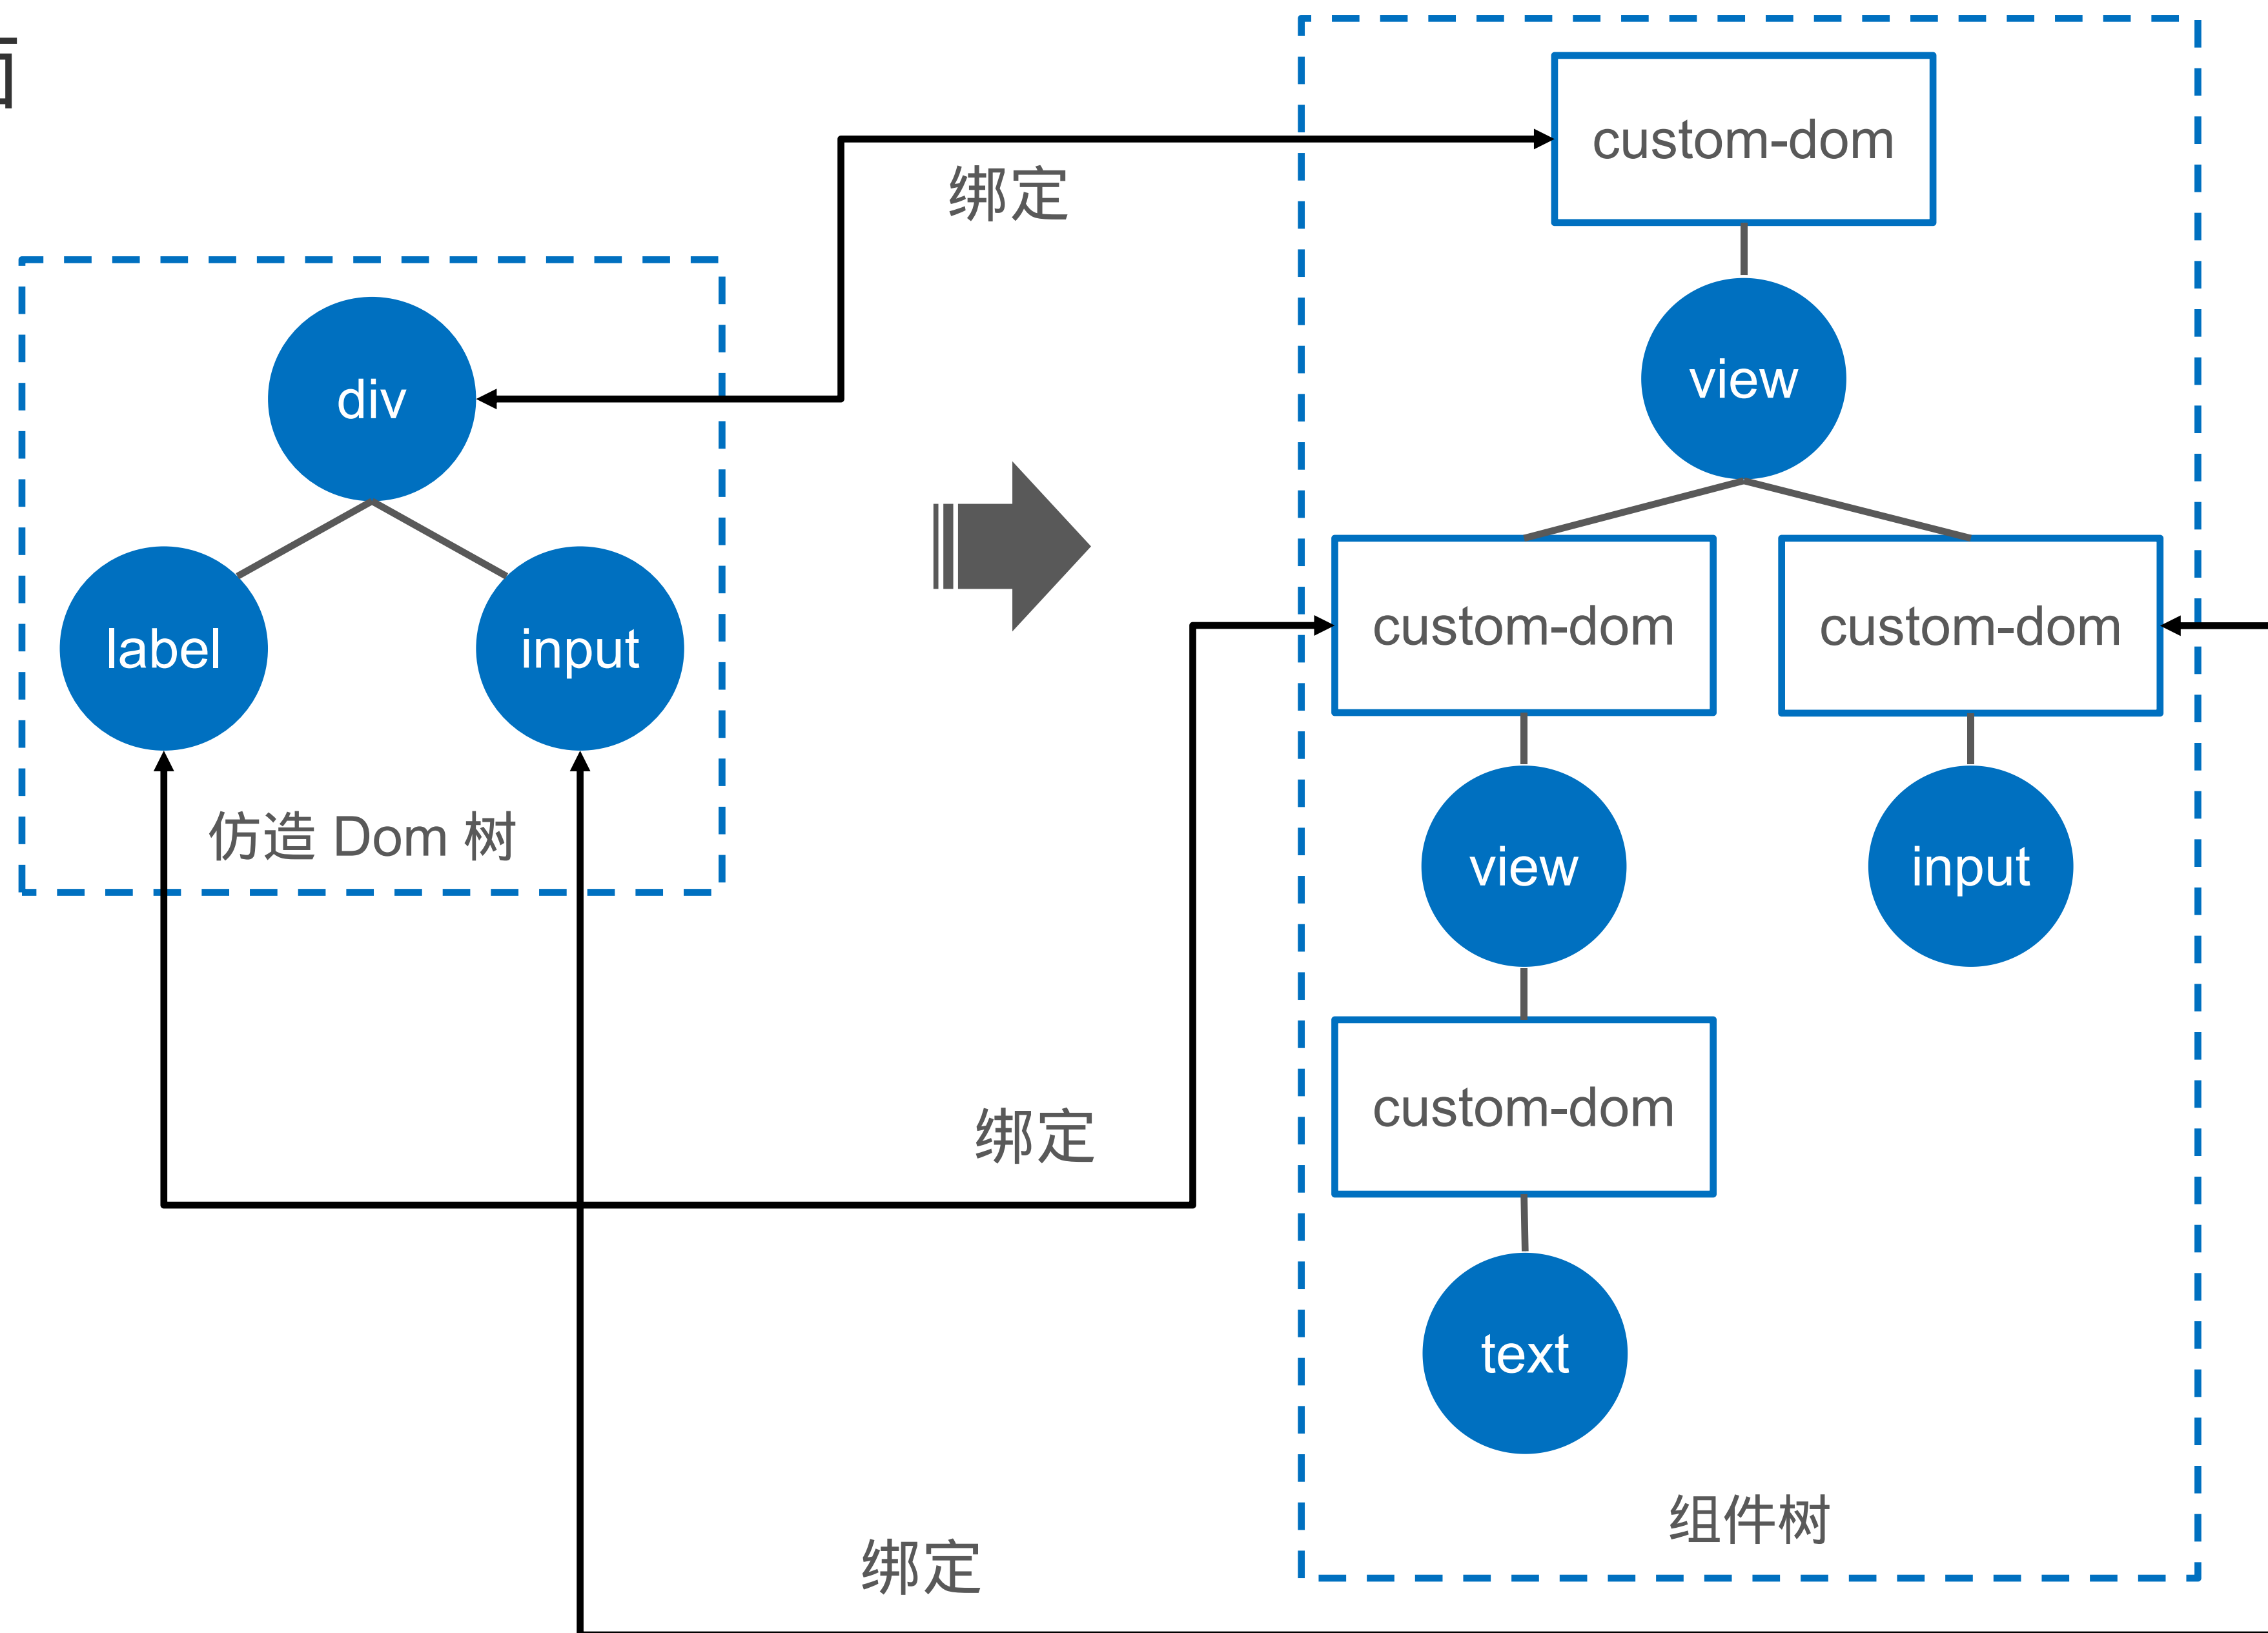 custom-dom
绑定
div
view
label
input
custom-dom
custom-dom
仿造 Dom 树
view
input
绑定
custom-dom
text
组件树
绑定